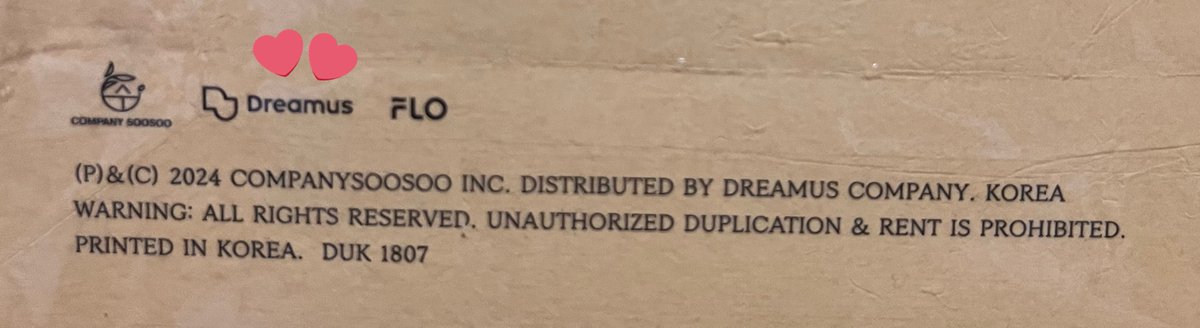 COMPANY SOOSOO
Dreamus
FLO
(P)&(C) 2024 COMPANYSOOSOO INC. DISTRIBUTED BY DREAMUS COMPANY. KOREA
WARNING: ALL RIGHTS RESERVED. UNAUTHORIZED DUPLICATION & RENT IS PROHIBITED.
PRINTED IN KOREA. DUK 1807